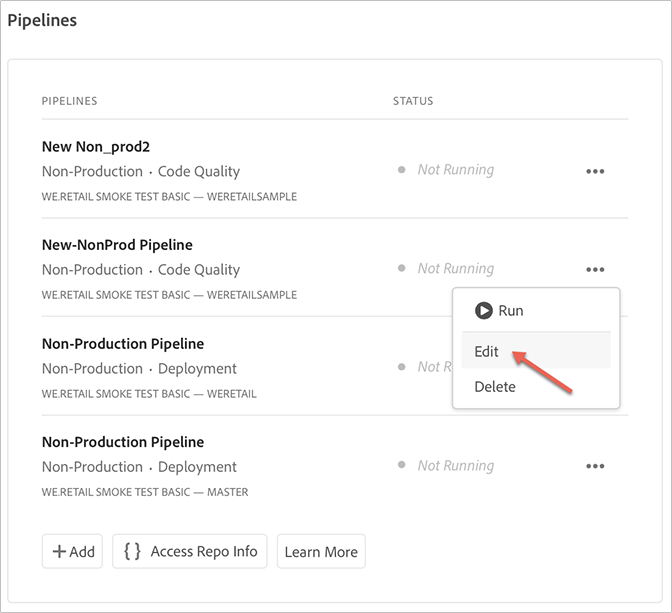 Pipelines
PIPELINES STATUS
New Non_prod2
Non-Production · Code Quality Not Running
WE.RETAIL SMOKE TEST BASIC — WERETAILSAMPLE
New-NonProd Pipeline
Non-Production · Code Quality Not Running
WE.RETAIL SMOKE TEST BASIC — WERETAILSAMPLE
Run
Non-Production Pipeline
Edit
Non-Production · Deployment Not R
Delete
WE.RETAIL SMOKE TEST BASIC — WERETAIL
Non-Production Pipeline
Non-Production · Deployment Not Running
WE.RETAIL SMOKE TEST BASIC — MASTER
+ Add { } Access Repo Info Learn More